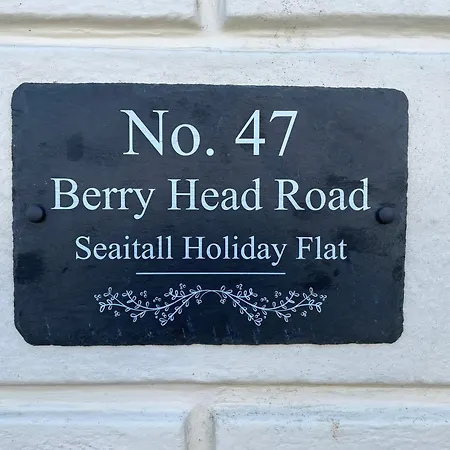 No. 47
Berry Head Road
Seaitall Holiday Flat